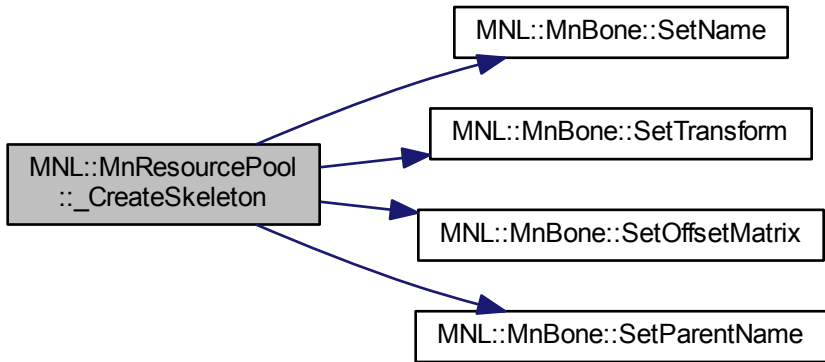 MNL::MnBone::SetName
MNL::MnBone::SetTransform
MNL::MnResourcePool
::_CreateSkeleton
MNL::MnBone::SetOffsetMatrix
MNL::MnBone::SetParentName